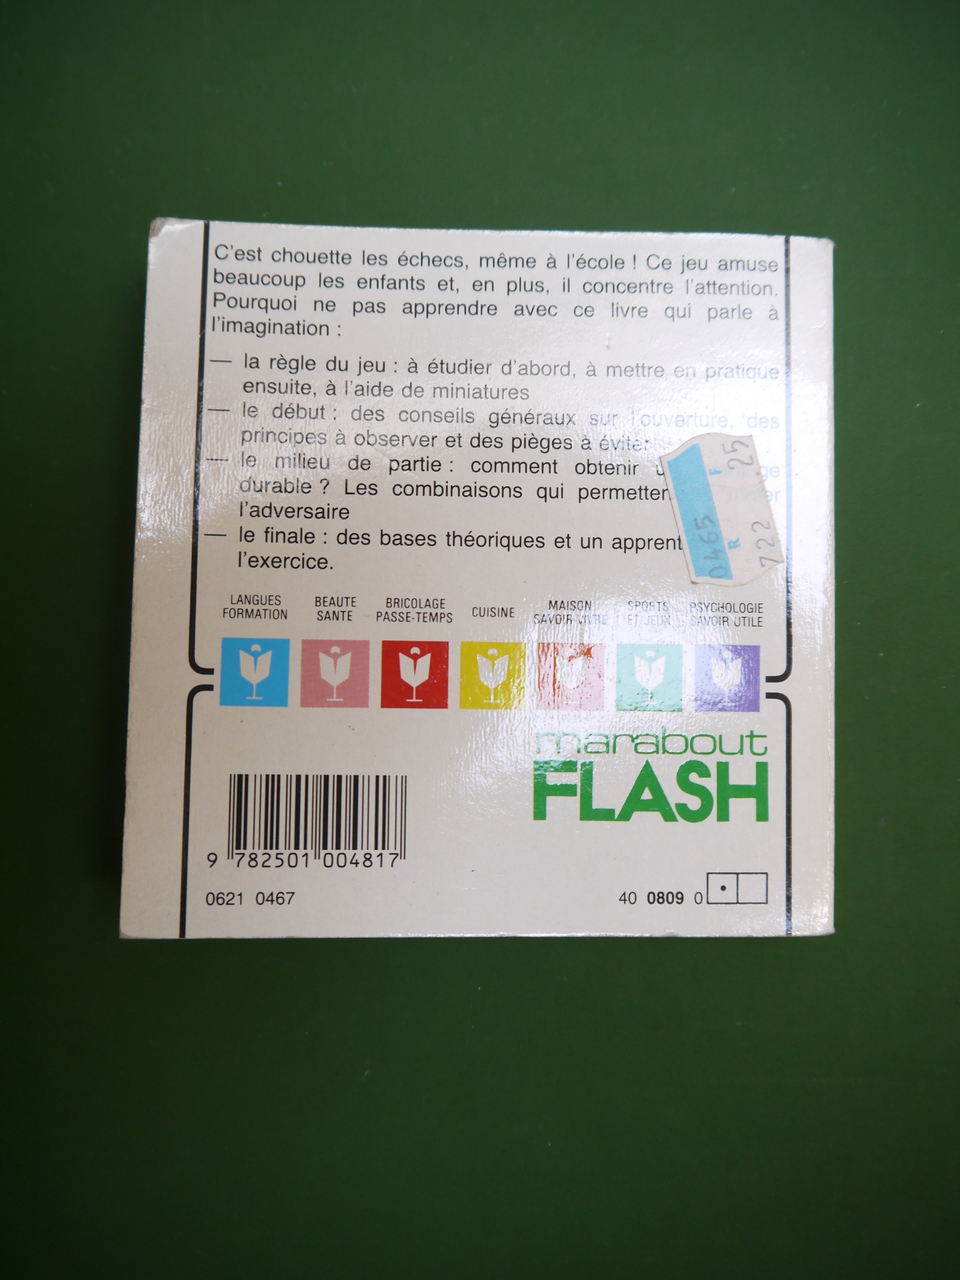 C'est chouette les échecs, même à l'école ! Ce jeu amuse
beaucoup les enfants et, en plus, il concentre l'attention.
Pourquoi ne pas apprendre avec ce livre qui parle à
l'imagination :
— la règle du jeu : à étudier d'abord, à mettre en pratique
ensuite, à l'aide de miniatures
— le début : des conseils généraux sur l'ouverture, des
principes à observer et des pièges à éviter
— le milieu de partie : comment obtenir
durable ? Les combinaisons qui
l'adversaire
— le finale : des bases théoriques et un
l'exercice.
LANGUES
FORMATION
BEAUTE
SANTE
BRICOLAGE
PASSE-TEMPS
CUISINE
MAISON
SAVOIR-VIVRE
SPORTS
ET JEUX
PSYCHOLOGIE
SAVOIR UTILE
marabout
FLASH
9 782501 004817
0621 0467
40 0809 0
0465
F 25
R 722